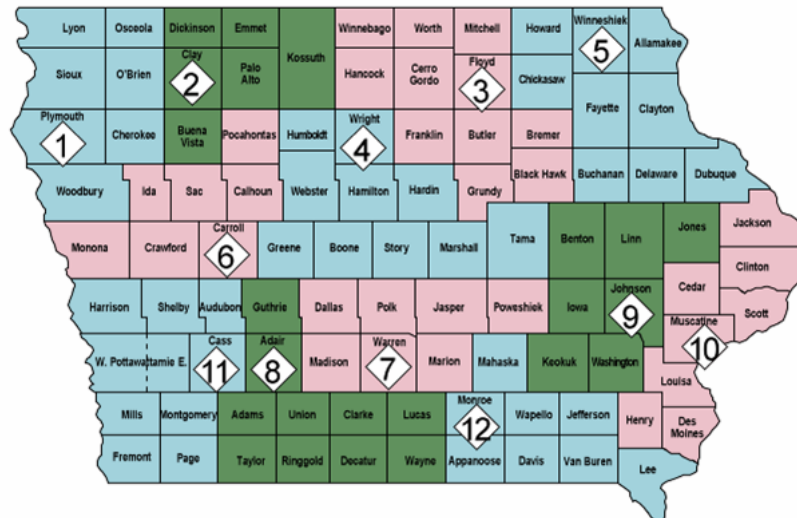 Lyon Osceola Dickinson Emmet Winnebago Worth Mitchell Howard Winneshiek Allamakee
Kossuth
Sioux O'Brien Clay Palo
Alto Hancock Cerro
Gordo Floyd Chickasaw
2 3 5
Plymouth Cherokee Buena
Vista Pocahontas Humboldt Wright Franklin Butler Bremer Fayette Clayton
1 4
Woodbury Ida Sac Calhoun Webster Hamilton Hardin Grundy Black Hawk Buchanan Delaware Dubuque
Monona Crawford Carroll Greene Boone Story Marshall Tama Benton Linn Jones Jackson
6
Clinton
Harrison Shelby Audubon Guthrie Dallas Polk Jasper Poweshiek Iowa Johnson Cedar Scott
9
Muscatine
10
W. Pottawattamie E. Cass Adair Madison Warren Marion Mahaska Keokuk Washington Louisa
11 8 7
Mills Montgomery Adams Union Clarke Lucas Monroe Wapello Jefferson Henry Des
Moines
12
Fremont Page Taylor Ringgold Decatur Wayne Appanoose Davis Van Buren Lee